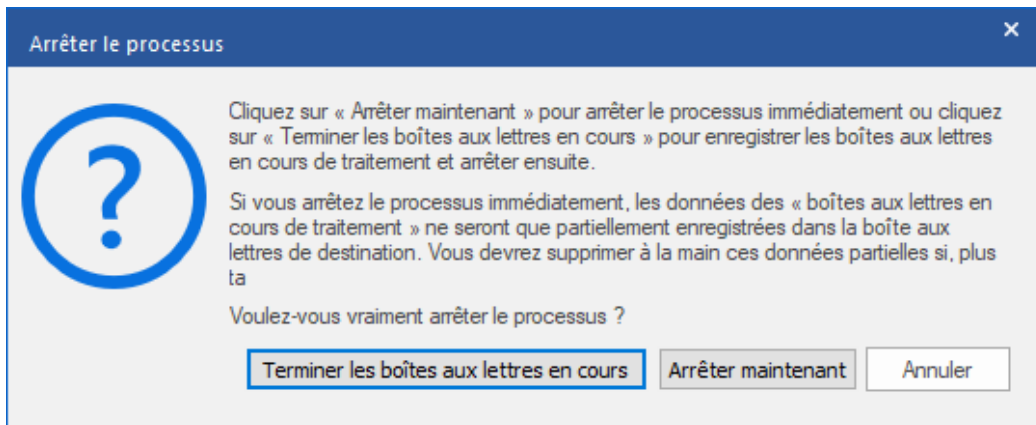 Arrêter le processus
Cliquez sur « Arrêter maintenant » pour arrêter le processus immédiatement ou cliquez
sur « Terminer les boîtes aux lettres en cours » pour enregistrer les boîtes aux lettres
en cours de traitement et arrêter ensuite.
Si vous arrêtez le processus immédiatement, les données des « boîtes aux lettres en
cours de traitement » ne seront que partiellement enregistrées dans la boîte aux
lettres de destination. Vous devrez supprimer à la main ces données partielles si, plus
ta
Voulez-vous vraiment arrêter le processus ?
Terminer les boîtes aux lettres en cours Arrêter maintenant Annuler